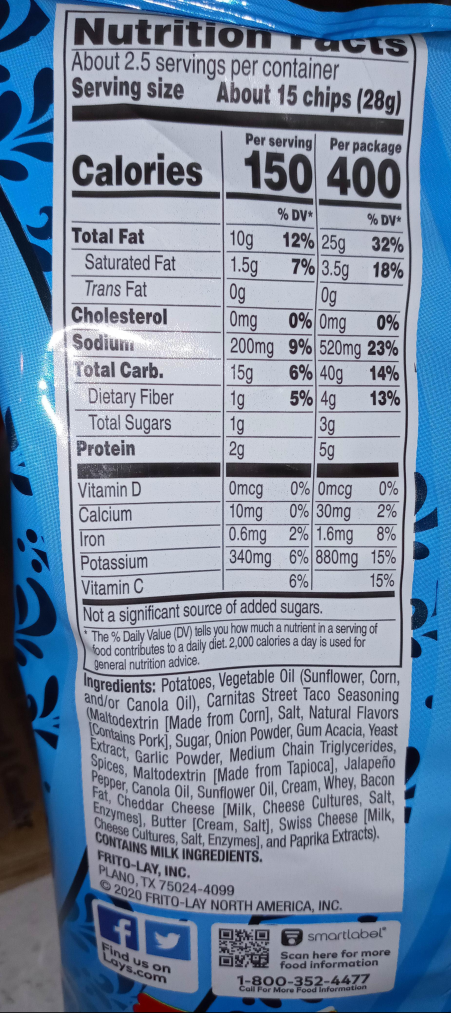 Nutrition Facts
About 2.5 servings per container
Serving size About 15 chips (28g)
Per serving Per package
Calories 150 400
% DV* % DV*
Total Fat 10g 12% 25g 32%
Saturated Fat 1.5g 7% 3.5g 18%
Trans Fat 0g 0g
Cholesterol 0mg 0% 0mg 0%
Sodium 200mg 9% 520mg 23%
Total Carb. 15g 6% 40g 14%
Dietary Fiber 1g 5% 4g 13%
Total Sugars 1g 3g
Protein 2g 5g
Vitamin D 0mcg 0% 0mcg 0%
Calcium 10mg 0% 30mg 2%
Iron 0.6mg 2% 1.6mg 8%
Potassium 340mg 6% 880mg 15%
Vitamin C 6% 15%
Not a significant source of added sugars.
* The % Daily Value (DV) tells you how much a nutrient in a serving of
food contributes to a daily diet. 2,000 calories a day is used for
general nutrition advice.
Ingredients: Potatoes, Vegetable Oil (Sunflower, Corn,
and/or Canola Oil), Carnitas Street Taco Seasoning
(Maltodextrin [Made from Corn], Salt, Natural Flavors
[Contains Pork], Sugar, Onion Powder, Gum Acacia, Yeast
Extract, Garlic Powder, Medium Chain Triglycerides,
Spices, Maltodextrin [Made from Tapioca], Jalapeño
Pepper, Canola Oil, Sunflower Oil, Cream, Whey, Bacon
Fat, Cheddar Cheese [Milk, Cheese Cultures, Salt,
Enzymes], Butter [Cream, Salt], Swiss Cheese [Milk,
Cheese Cultures, Salt, Enzymes], and Paprika Extracts).
CONTAINS MILK INGREDIENTS.
FRITO-LAY, INC.
PLANO, TX 75024-4099
© 2020 FRITO-LAY NORTH AMERICA, INC.
f
Find us on
Lays.com
smartlabel®
Scan here for more
food information
1-800-352-4477
Call For More Food Information